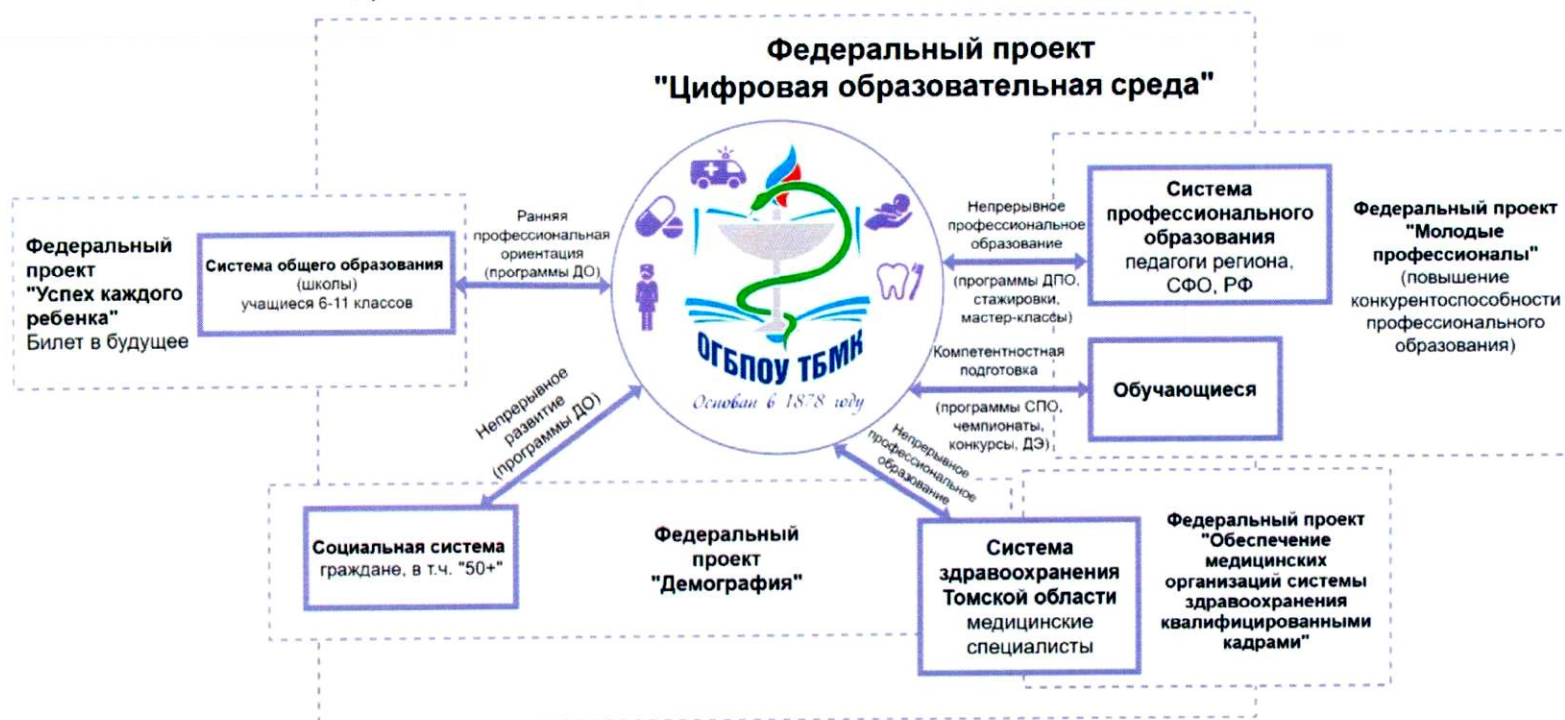 Федеральный проект
"Цифровая образовательная среда"
Федеральный
проект
"Успех каждого
ребенка"
Билет в будущее
Система общего образования
(школы)
учащиеся 6-11 классов
Ранняя
профессиональная
ориентация
(программы ДО)
ОГБПОУ ТБМК
Основан в 1878 году
Непрерывное
профессиональное
образование
(программы ДПО,
стажировки,
мастер-классы)
Система
профессионального
образования
педагоги региона,
СФО, РФ
Федеральный проект
"Молодые
профессионалы"
(повышение
конкурентоспособности
профессионального
образования)
Компетентностная
подготовка
(программы СПО,
чемпионаты,
конкурсы, ДЭ)
Обучающиеся
Непрерывное
развитие
(программы ДО)
Непрерывное
профессиональное
образование
Социальная система
граждане, в т.ч. "50+"
Федеральный
проект
"Демография"
Система
здравоохранения
Томской области
медицинские
специалисты
Федеральный проект
"Обеспечение
медицинских
организаций системы
здравоохранения
квалифицированными
кадрами"